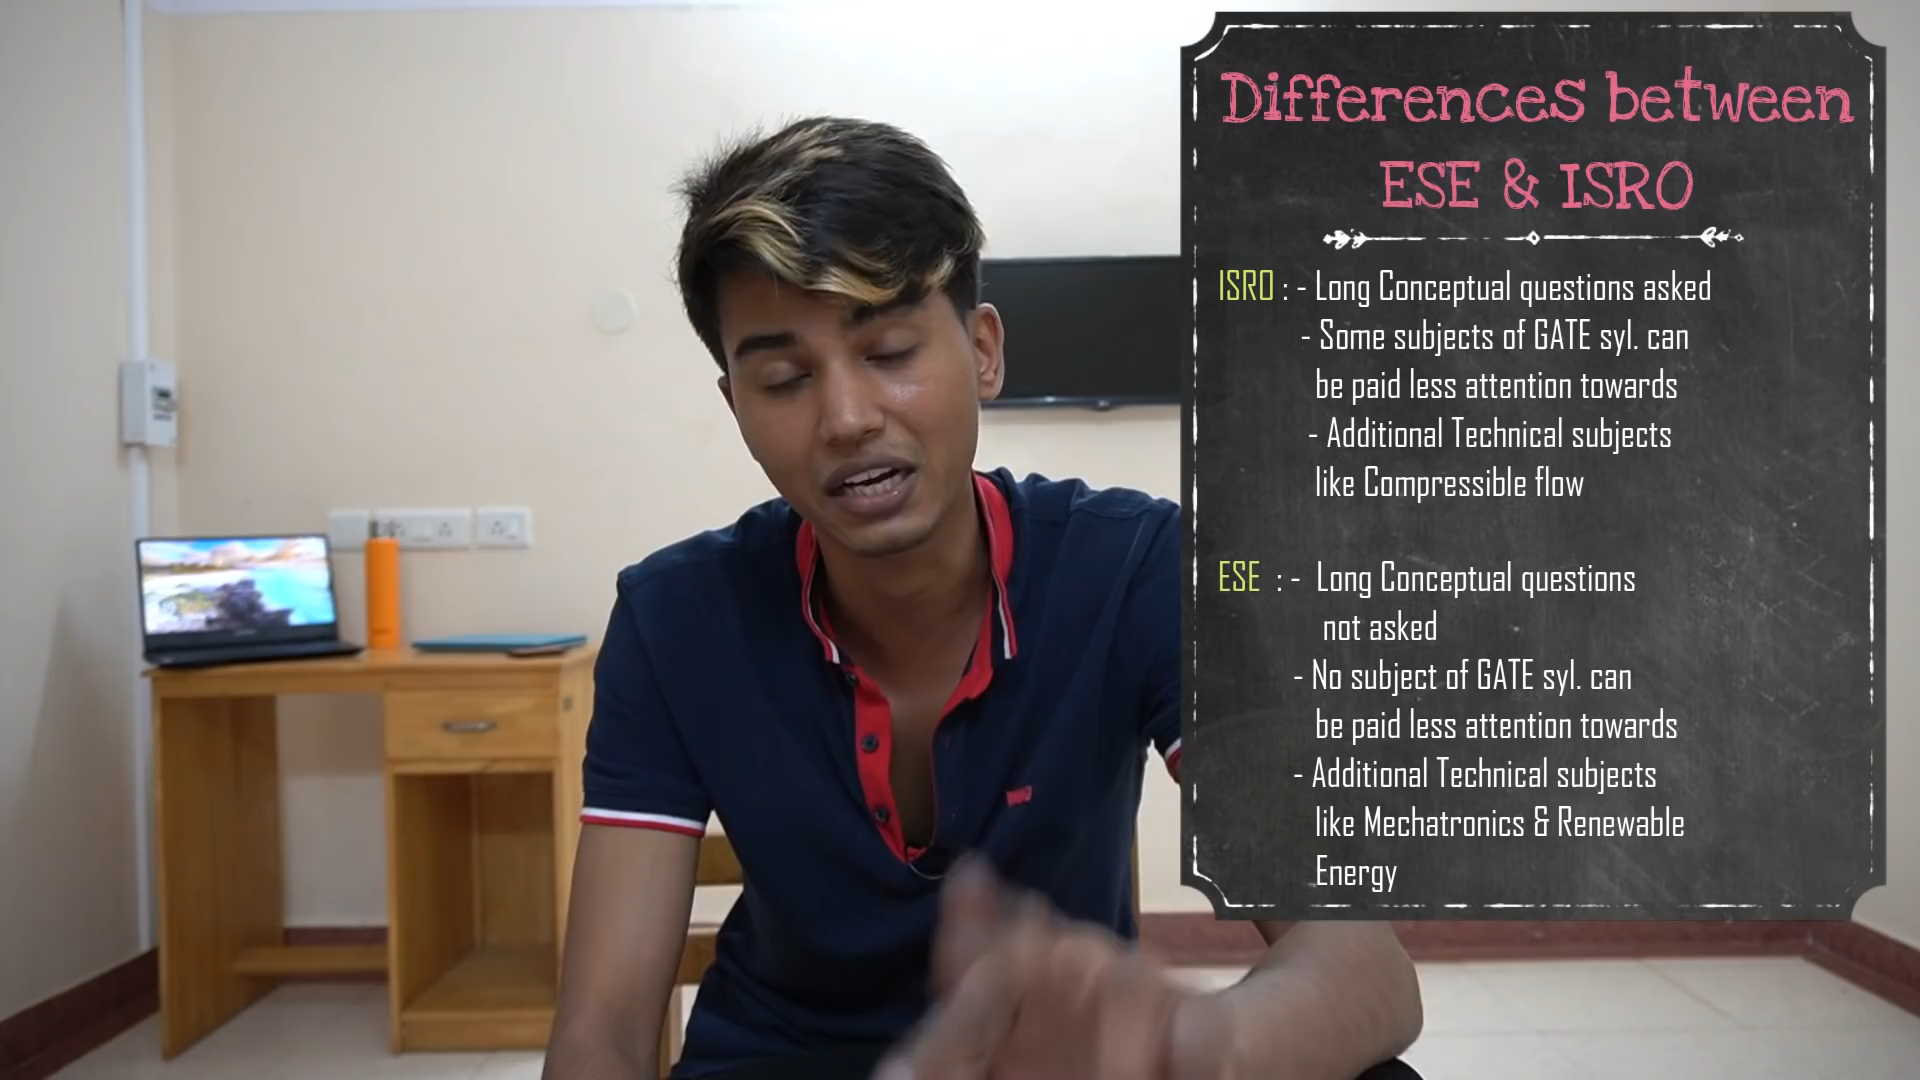 Differences between
ESE & ISRO
ISRO : - Long Conceptual questions asked
- Some subjects of GATE syl. can
be paid less attention towards
- Additional Technical subjects
like Compressible flow
ESE : - Long Conceptual questions
not asked
- No subject of GATE syl. can
be paid less attention towards
- Additional Technical subjects
like Mechatronics & Renewable
Energy